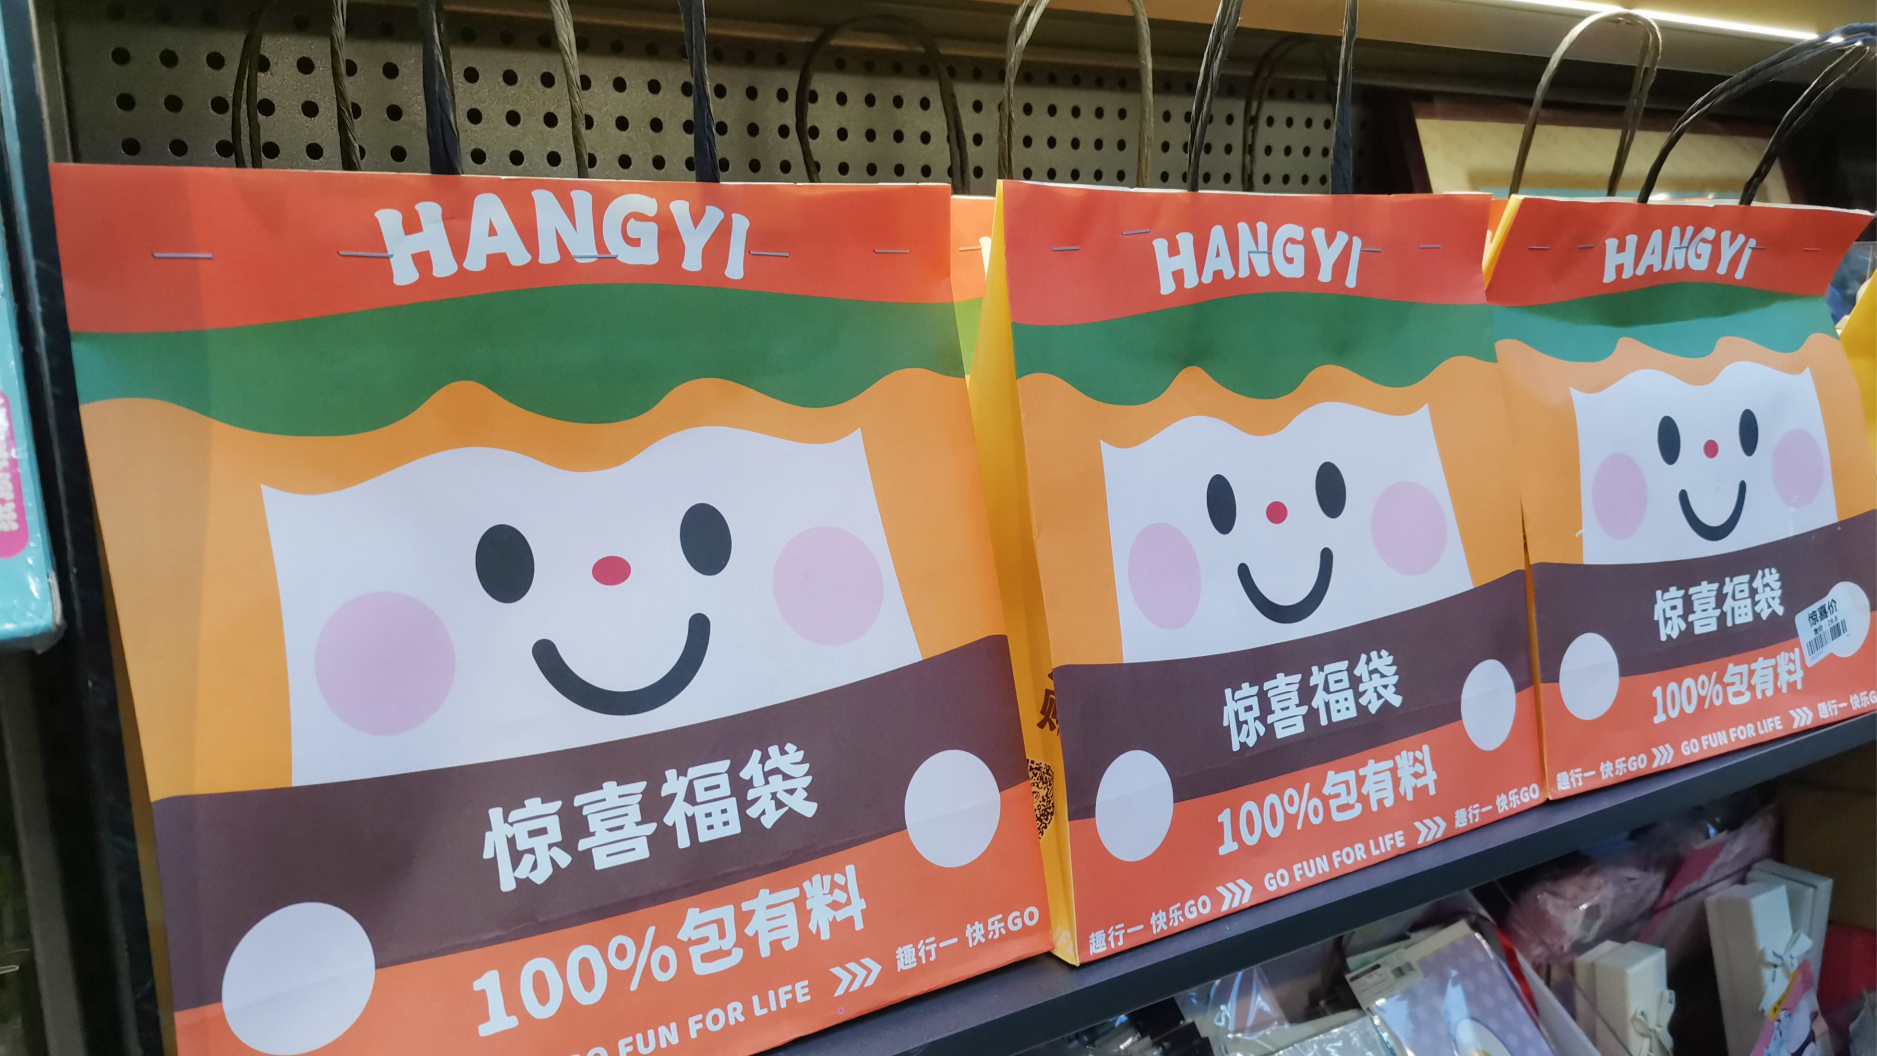 HANGYI
惊喜福袋
100%包有料
GO FUN FOR LIFE >>> 趣行一 快乐GO
HANGYI
惊喜福袋
100%包有料
趣行一 快乐GO >>> GO FUN FOR LIFE >>> 趣行一 快乐GO
HANGYI
惊喜福袋
惊喜价
100%包有料
趣行一 快乐GO >>> GO FUN FOR LIFE >>> 趣行一 快乐G